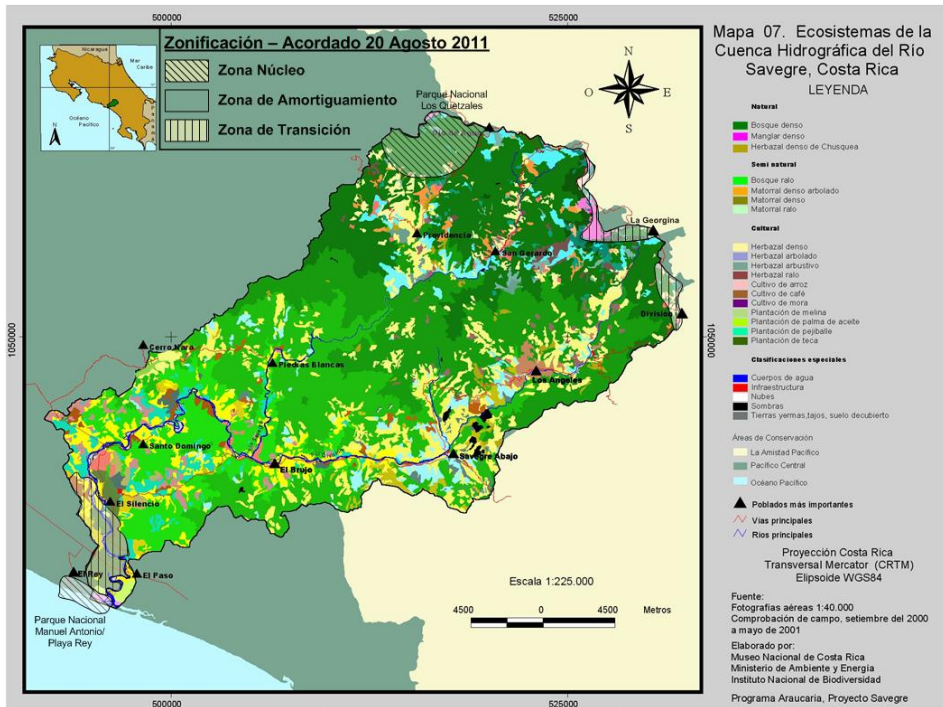 500000
525000
Nicaragua
Mar
Caribe
Océano
Pacífico
N
Zonificación – Acordado 20 Agosto 2011
Zona Núcleo
Zona de Amortiguamiento
Zona de Transición
Parque Nacional
Los Quetzales
N
O
E
S
La Georgina
Providencia
San Gerardo
División
1050000
1050000
Cerro Nara
Piedras Blancas
Los Angeles
Santo Domingo
El Brujo
Savegre Abajo
El Silencio
El Rey
El Paso
Parque Nacional
Manuel Antonio/
Playa Rey
Escala 1:225.000
4500
0
4500
Metros
500000
525000
Mapa 07. Ecosistemas de la
Cuenca Hidrográfica del Río
Savegre, Costa Rica
LEYENDA
Natural
Bosque denso
Manglar denso
Herbazal denso de Chusquea
Semi natural
Bosque ralo
Matorral denso arbolado
Matorral denso
Matorral ralo
Cultural
Herbazal denso
Herbazal arbolado
Herbazal arbustivo
Herbazal ralo
Cultivo de arroz
Cultivo de café
Cultivo de mora
Plantación de melina
Plantación de palma de aceite
Plantación de pejiballe
Plantación de teca
Clasificaciones especiales
Cuerpos de agua
Infraestructura
Nubes
Sombras
Tierras yermas,tajos, suelo decubierto
Áreas de Conservación
La Amistad Pacífico
Pacífico Central
Océano Pacífico
Poblados más importantes
Vías principales
Ríos principales
Proyección Costa Rica
Transversal Mercator (CRTM)
Elipsoide WGS84
Fuente:
Fotografías aéreas 1:40.000
Comprobación de campo, setiembre del 2000
a mayo de 2001
Elaborado por:
Museo Nacional de Costa Rica
Ministerio de Ambiente y Energía
Instituto Nacional de Biodiversidad
Programa Araucaria, Proyecto Savegre